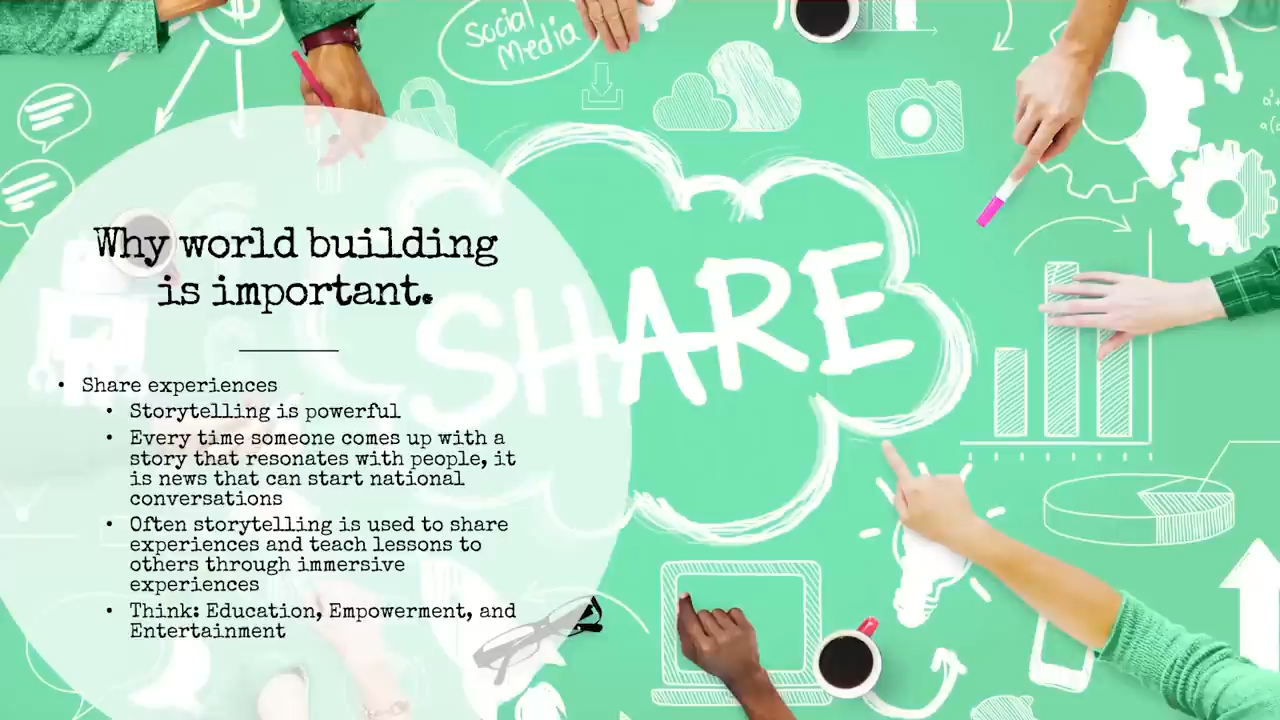 Social
Media
SHARE
Why world building
is important.
• Share experiences
• Storytelling is powerful
• Every time someone comes up with a
story that resonates with people, it
is news that can start national
conversations
• Often storytelling is used to share
experiences and teach lessons to
others through immersive
experiences
• Think: Education, Empowerment, and
Entertainment